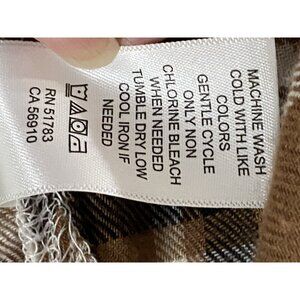 MACHINE WASH
COLD WITH LIKE
COLORS
GENTLE CYCLE
ONLY NON
CHLORINE BLEACH
WHEN NEEDED
TUMBLE DRY LOW
COOL IRON IF
NEEDED
RN 51783
CA 56910